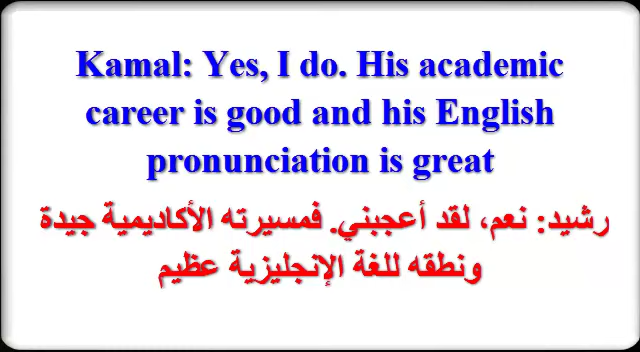 Kamal: Yes, I do. His academic
career is good and his English
pronunciation is great
رشيد: نعم، لقد أعجبني. فمسيرته الأكاديمية جيدة
ونطقه للغة الإنجليزية عظيم